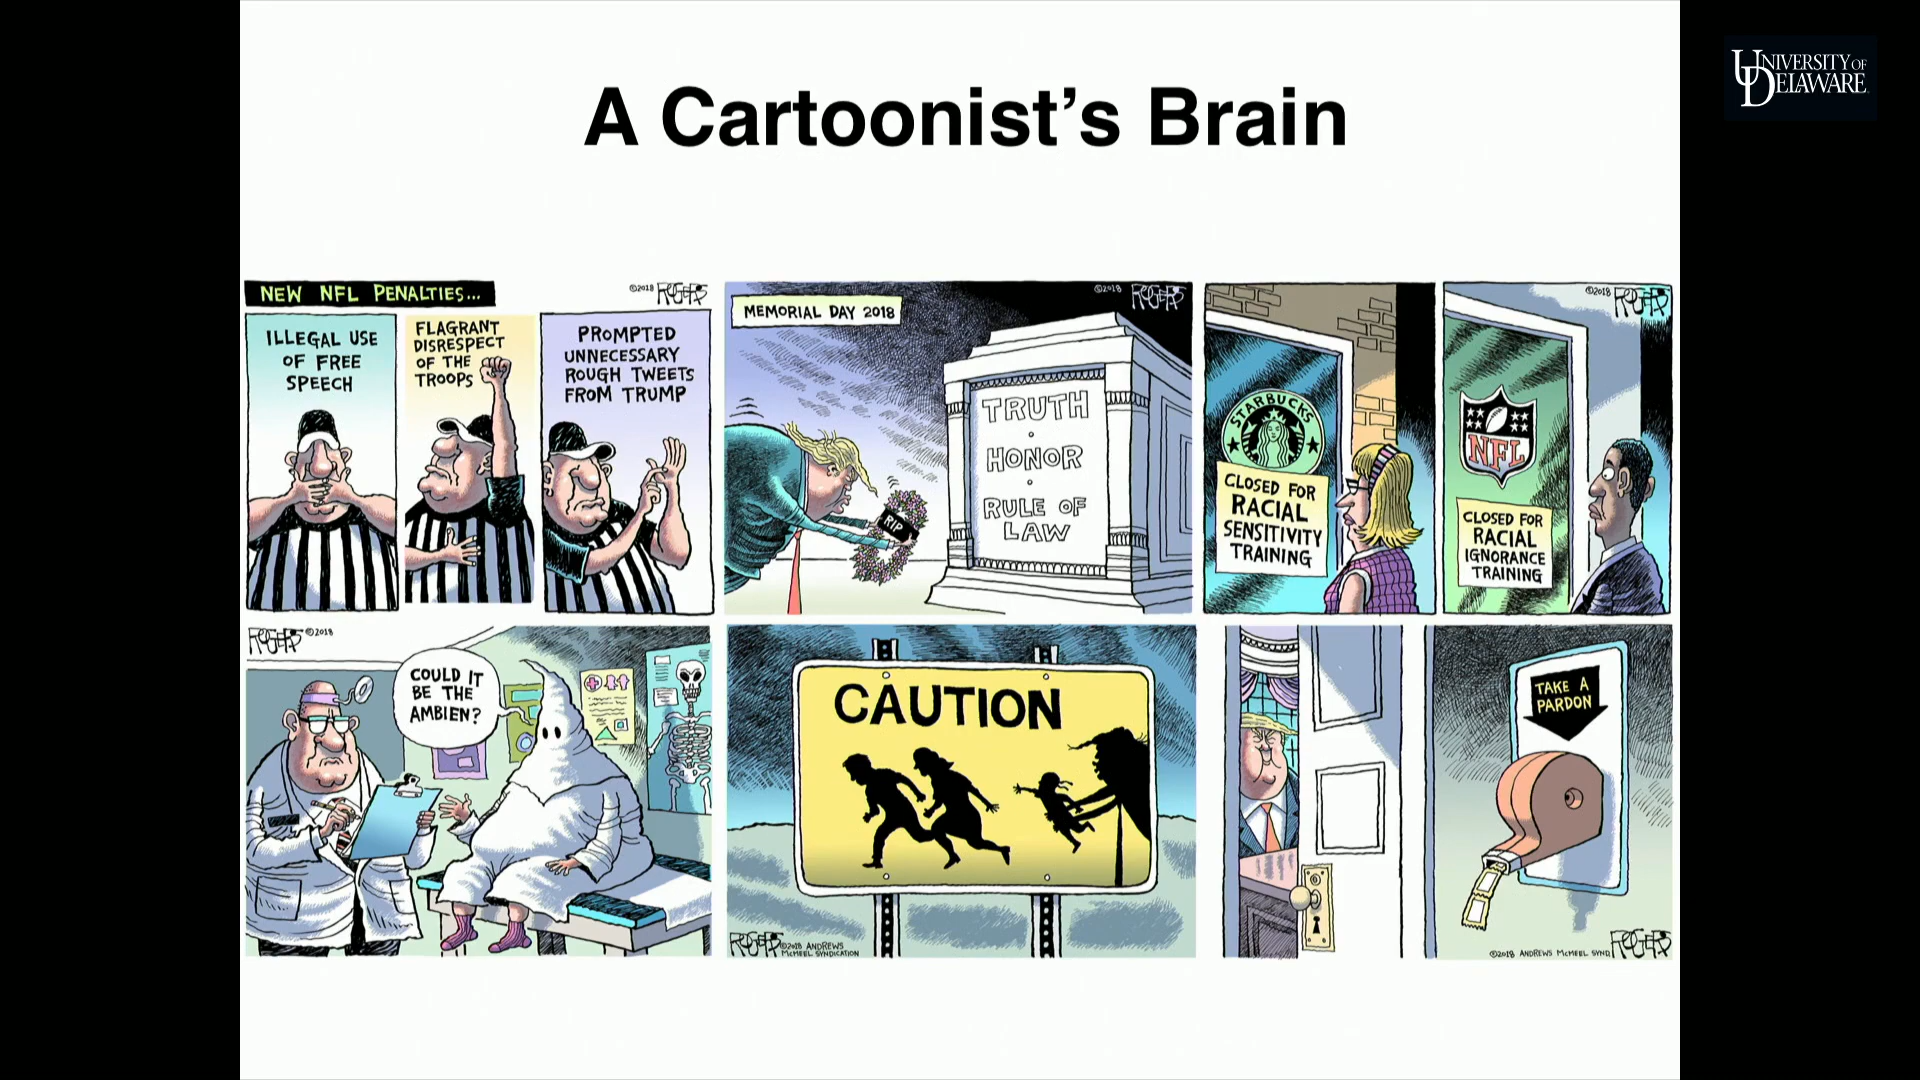 A Cartoonist’s Brain
UNIVERSITY OF
DELAWARE
NEW NFL PENALTIES...
©2018 ROGERS
ILLEGAL USE
OF FREE
SPEECH
FLAGRANT
DISRESPECT
OF THE
TROOPS
PROMPTED
UNNECESSARY
ROUGH TWEETS
FROM TRUMP
MEMORIAL DAY 2018
©2018 ROGERS
RIP
TRUTH
HONOR
RULE OF
LAW
STARBUCKS
CLOSED FOR
RACIAL
SENSITIVITY
TRAINING
©2018 ROGERS
NFL
CLOSED FOR
RACIAL
IGNORANCE
TRAINING
ROGERS ©2018
COULD IT
BE THE
AMBIEN?
CAUTION
ROGERS ©2018 ANDREWS
McMEEL SYNDICATION
TAKE A
PARDON
©2018 ANDREWS McMEEL SYND. ROGERS